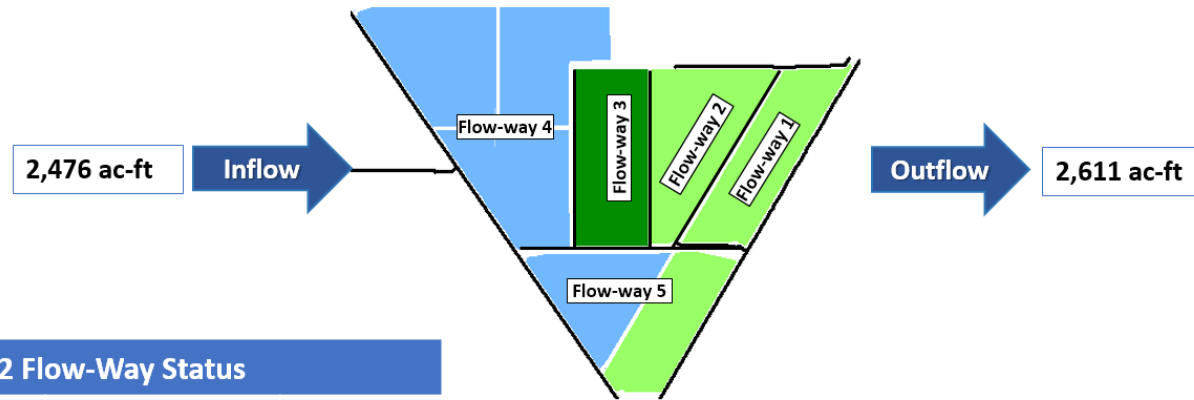 2,476 ac-ft
Inflow
Flow-way 4
Flow-way 3
Flow-way 2
Flow-way 1
Flow-way 5
Outflow
2,611 ac-ft
2 Flow-Way Status